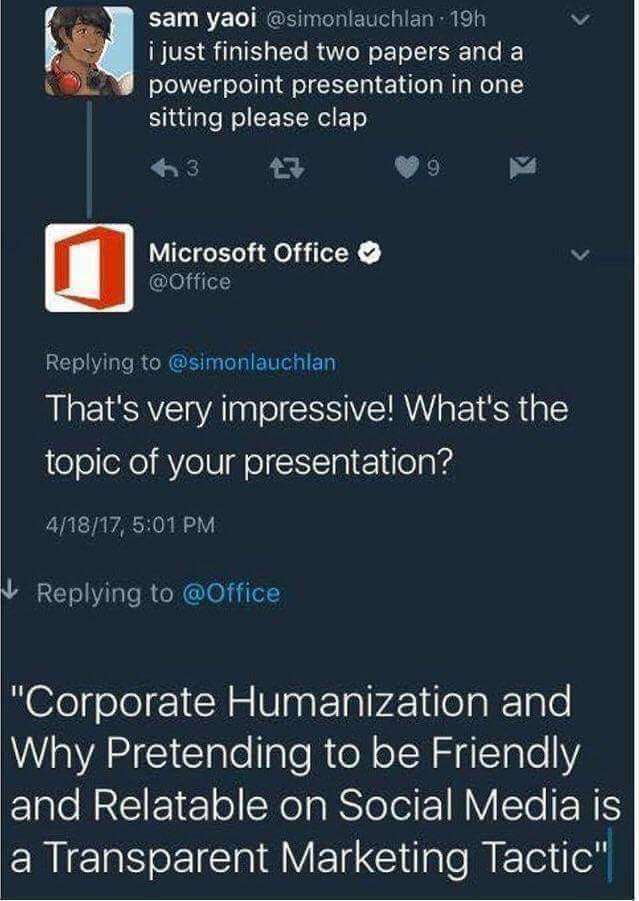 sam yaoi @simonlauchlan · 19h
i just finished two papers and a
powerpoint presentation in one
sitting please clap
3 9
Microsoft Office
@Office
Replying to @simonlauchlan
That's very impressive! What's the
topic of your presentation?
4/18/17, 5:01 PM
Replying to @Office
"Corporate Humanization and
Why Pretending to be Friendly
and Relatable on Social Media is
a Transparent Marketing Tactic"